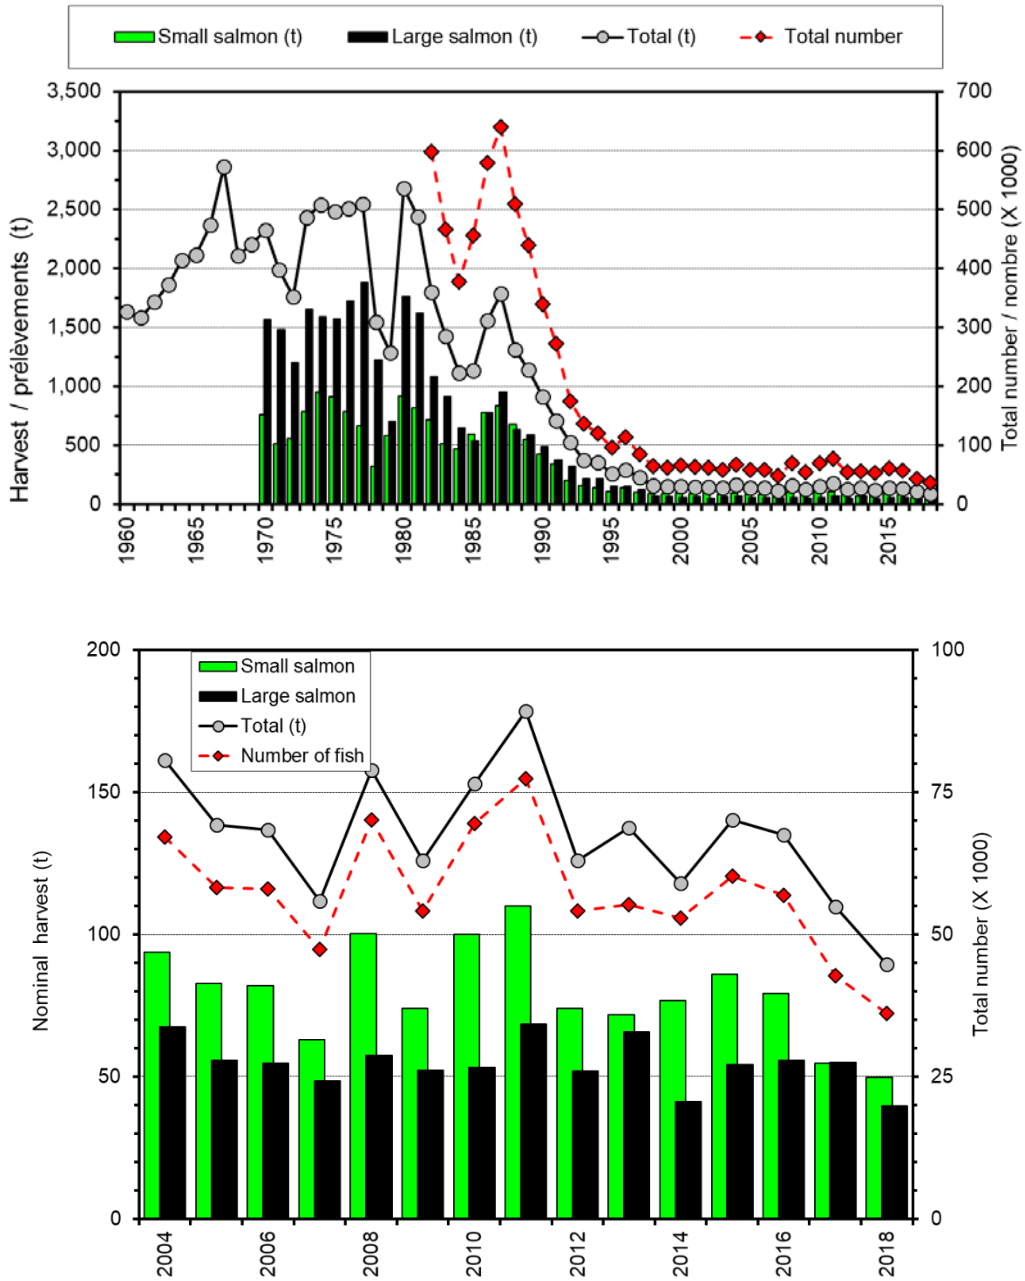 Small salmon (t) Large salmon (t) Total (t) Total number
3,500 700
3,000 600
2,500 500
2,000 400
1,500 300
1,000 200
500 100
0 0
Harvest / prélèvements (t)
Total number / nombre (X 1000)
1960 1965 1970 1975 1980 1985 1990 1995 2000 2005 2010 2015
200 100
150 75
100 50
50 25
0 0
Small salmon
Large salmon
Total (t)
Number of fish
Nominal harvest (t)
Total number (X 1000)
2004 2006 2008 2010 2012 2014 2016 2018